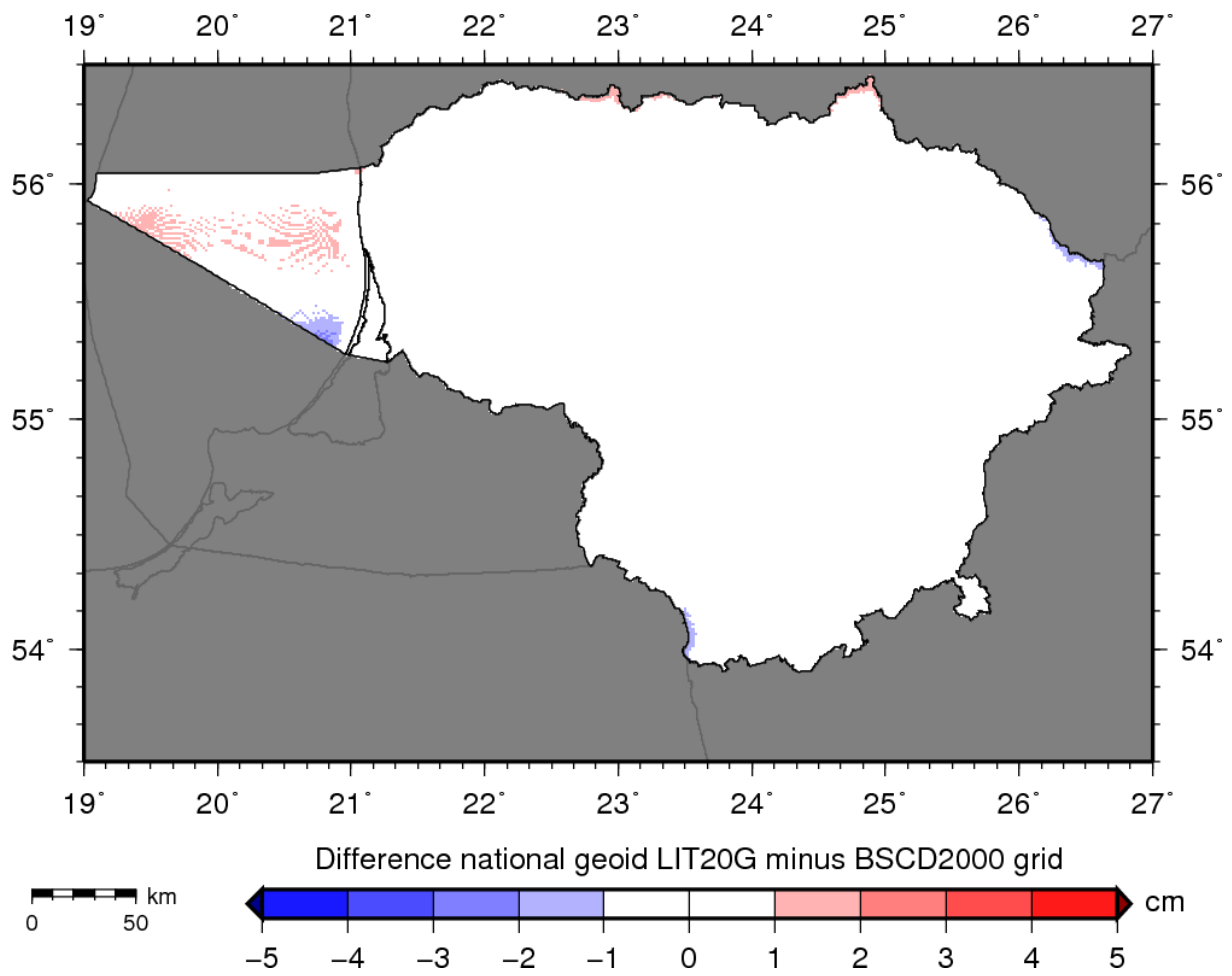 19° 20° 21° 22° 23° 24° 25° 26° 27°
56° 56°
55° 55°
54° 54°
19° 20° 21° 22° 23° 24° 25° 26° 27°
Difference national geoid LIT20G minus BSCD2000 grid
km
0 50
cm
−5 −4 −3 −2 −1 0 1 2 3 4 5